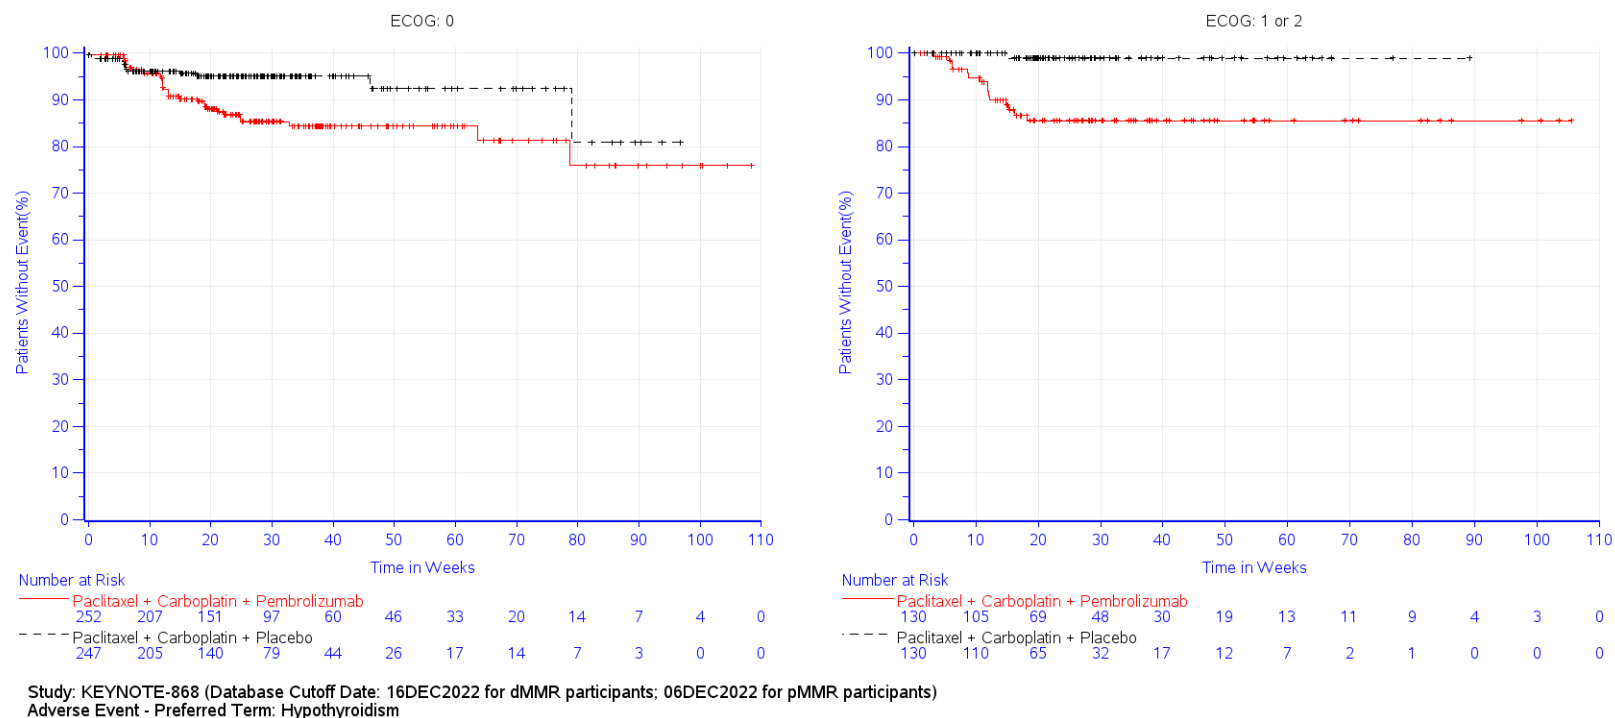 ECOG: 0
100
90
80
70
60
50
40
30
20
10
0
Patients Without Event(%)
0 10 20 30 40 50 60 70 80 90 100 110
Time in Weeks
Number at Risk
Paclitaxel + Carboplatin + Pembrolizumab
252 207 151 97 60 46 33 20 14 7 4 0
Paclitaxel + Carboplatin + Placebo
247 205 140 79 44 26 17 14 7 3 0 0
ECOG: 1 or 2
100
90
80
70
60
50
40
30
20
10
0
Patients Without Event(%)
0 10 20 30 40 50 60 70 80 90 100 110
Time in Weeks
Number at Risk
Paclitaxel + Carboplatin + Pembrolizumab
130 105 69 48 30 19 13 11 9 4 3 0
Paclitaxel + Carboplatin + Placebo
130 110 65 32 17 12 7 2 1 0 0 0
Study: KEYNOTE-868 (Database Cutoff Date: 16DEC2022 for dMMR participants; 06DEC2022 for pMMR participants)
Adverse Event - Preferred Term: Hypothyroidism